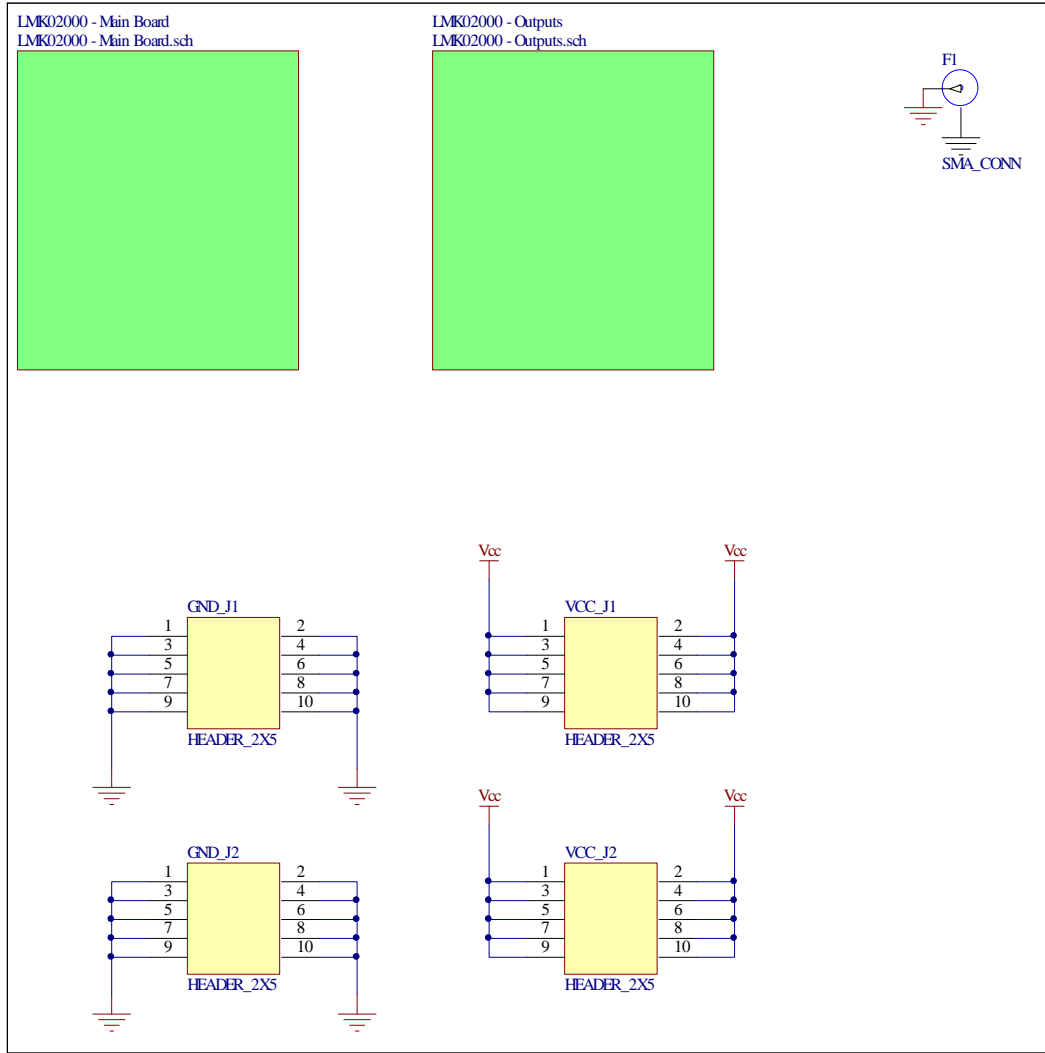 LMK02000 - Main Board
LMK02000 - Main Board.sch
LMK02000 - Outputs
LMK02000 - Outputs.sch
F1
SMA_CONN
GND_J1
1 2
3 4
5 6
7 8
9 10
HEADER_2X5
Vcc Vcc
VCC_J1
1 2
3 4
5 6
7 8
9 10
HEADER_2X5
GND_J2
1 2
3 4
5 6
7 8
9 10
HEADER_2X5
Vcc Vcc
VCC_J2
1 2
3 4
5 6
7 8
9 10
HEADER_2X5